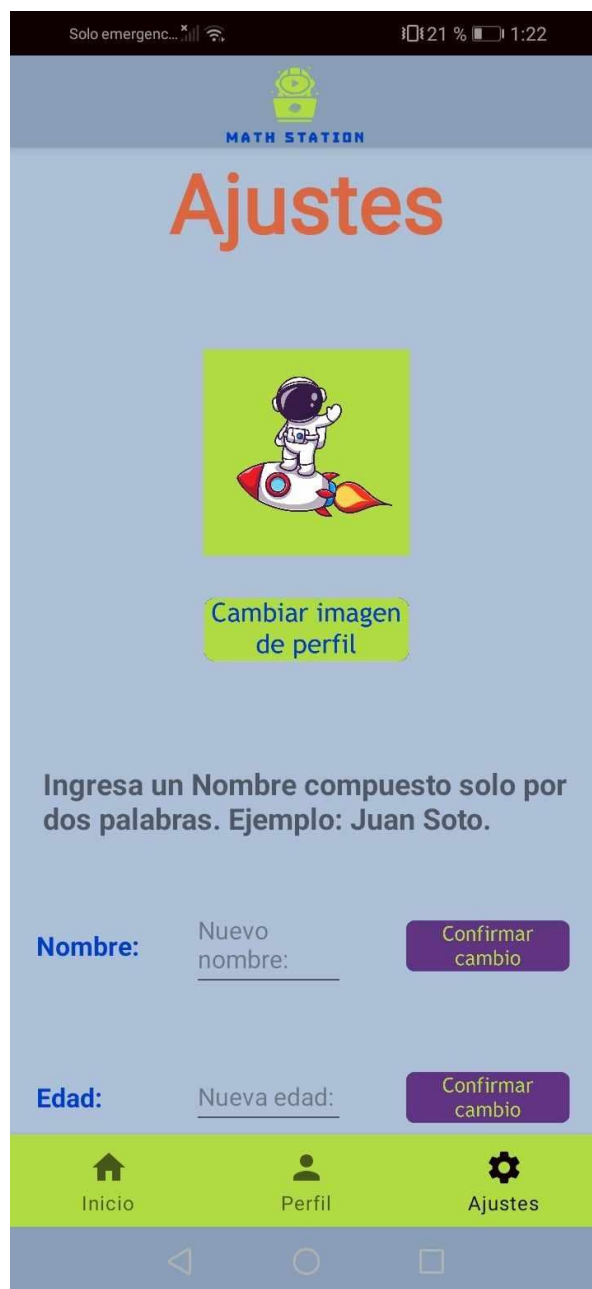 Solo emergenc...
21 %
1:22
MATH STATION
Ajustes
Cambiar imagen
de perfil
Ingresa un Nombre compuesto solo por
dos palabras. Ejemplo: Juan Soto.
Nombre:
Nuevo
nombre:
Confirmar
cambio
Edad:
Nueva edad:
Confirmar
cambio
Inicio
Perfil
Ajustes